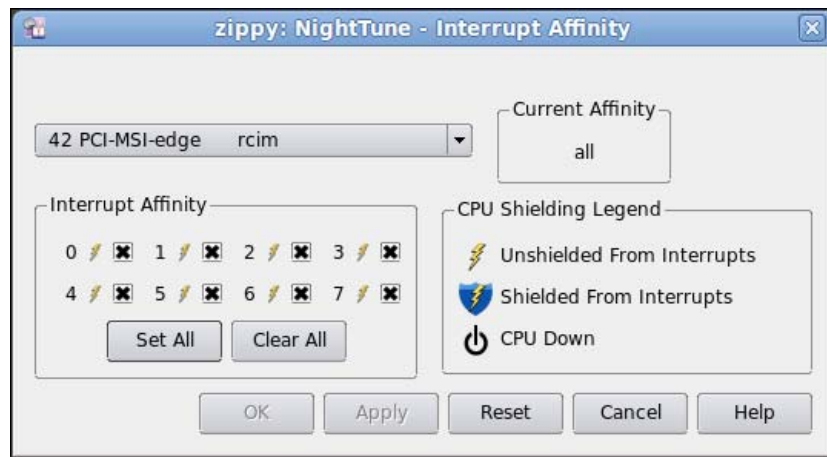 zippy: NightTune - Interrupt Affinity
42 PCI-MSI-edge rcim
Current Affinity
all
Interrupt Affinity
0 1 2 3
4 5 6 7
Set All Clear All
CPU Shielding Legend
Unshielded From Interrupts
Shielded From Interrupts
CPU Down
OK Apply Reset Cancel Help